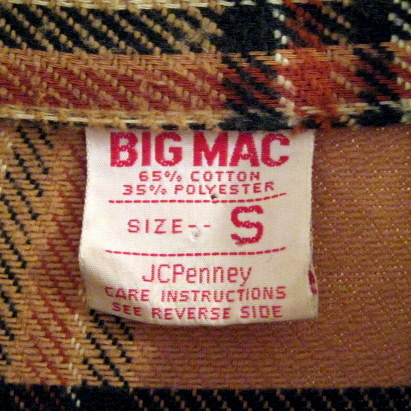 BIG MAC
65% COTTON
35% POLYESTER
SIZE-- S
JCPenney
CARE INSTRUCTIONS
SEE REVERSE SIDE